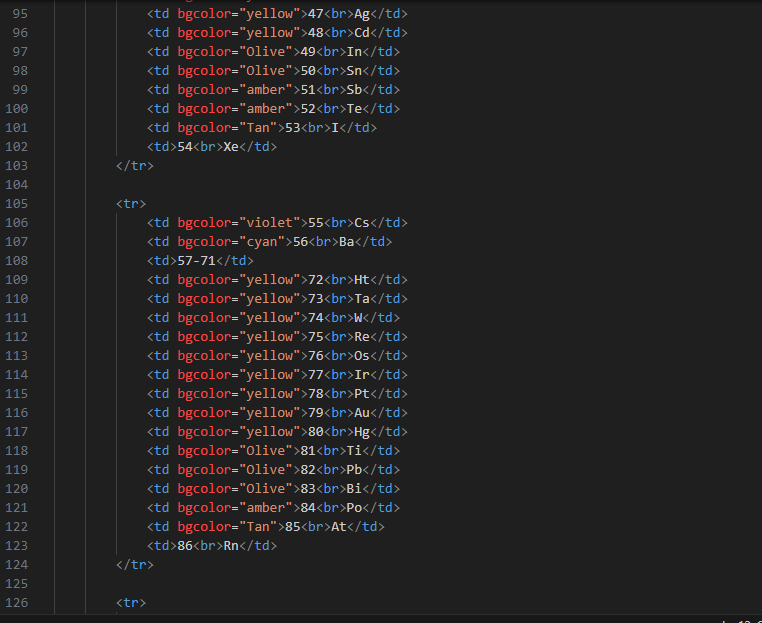 95 <td bgcolor="yellow">47<br>Ag</td>
96 <td bgcolor="yellow">48<br>Cd</td>
97 <td bgcolor="Olive">49<br>In</td>
98 <td bgcolor="Olive">50<br>Sn</td>
99 <td bgcolor="amber">51<br>Sb</td>
100 <td bgcolor="amber">52<br>Te</td>
101 <td bgcolor="Tan">53<br>I</td>
102 <td>54<br>Xe</td>
103 </tr>
104
105 <tr>
106 <td bgcolor="violet">55<br>Cs</td>
107 <td bgcolor="cyan">56<br>Ba</td>
108 <td>57-71</td>
109 <td bgcolor="yellow">72<br>Ht</td>
110 <td bgcolor="yellow">73<br>Ta</td>
111 <td bgcolor="yellow">74<br>W</td>
112 <td bgcolor="yellow">75<br>Re</td>
113 <td bgcolor="yellow">76<br>Os</td>
114 <td bgcolor="yellow">77<br>Ir</td>
115 <td bgcolor="yellow">78<br>Pt</td>
116 <td bgcolor="yellow">79<br>Au</td>
117 <td bgcolor="yellow">80<br>Hg</td>
118 <td bgcolor="Olive">81<br>Ti</td>
119 <td bgcolor="Olive">82<br>Pb</td>
120 <td bgcolor="Olive">83<br>Bi</td>
121 <td bgcolor="amber">84<br>Po</td>
122 <td bgcolor="Tan">85<br>At</td>
123 <td>86<br>Rn</td>
124 </tr>
125
126 <tr>